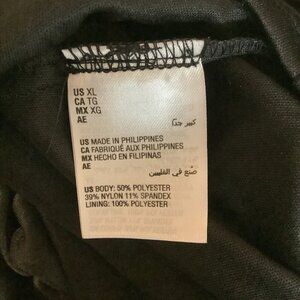 US XL
CA TG
MX XG
AE كبير جدًا
US MADE IN PHILIPPINES
CA FABRIQUÉ AUX PHILIPPINES
MX HECHO EN FILIPINAS
AE صنع في الفلبين
US BODY: 50% POLYESTER
39% NYLON 11% SPANDEX
LINING: 100% POLYESTER